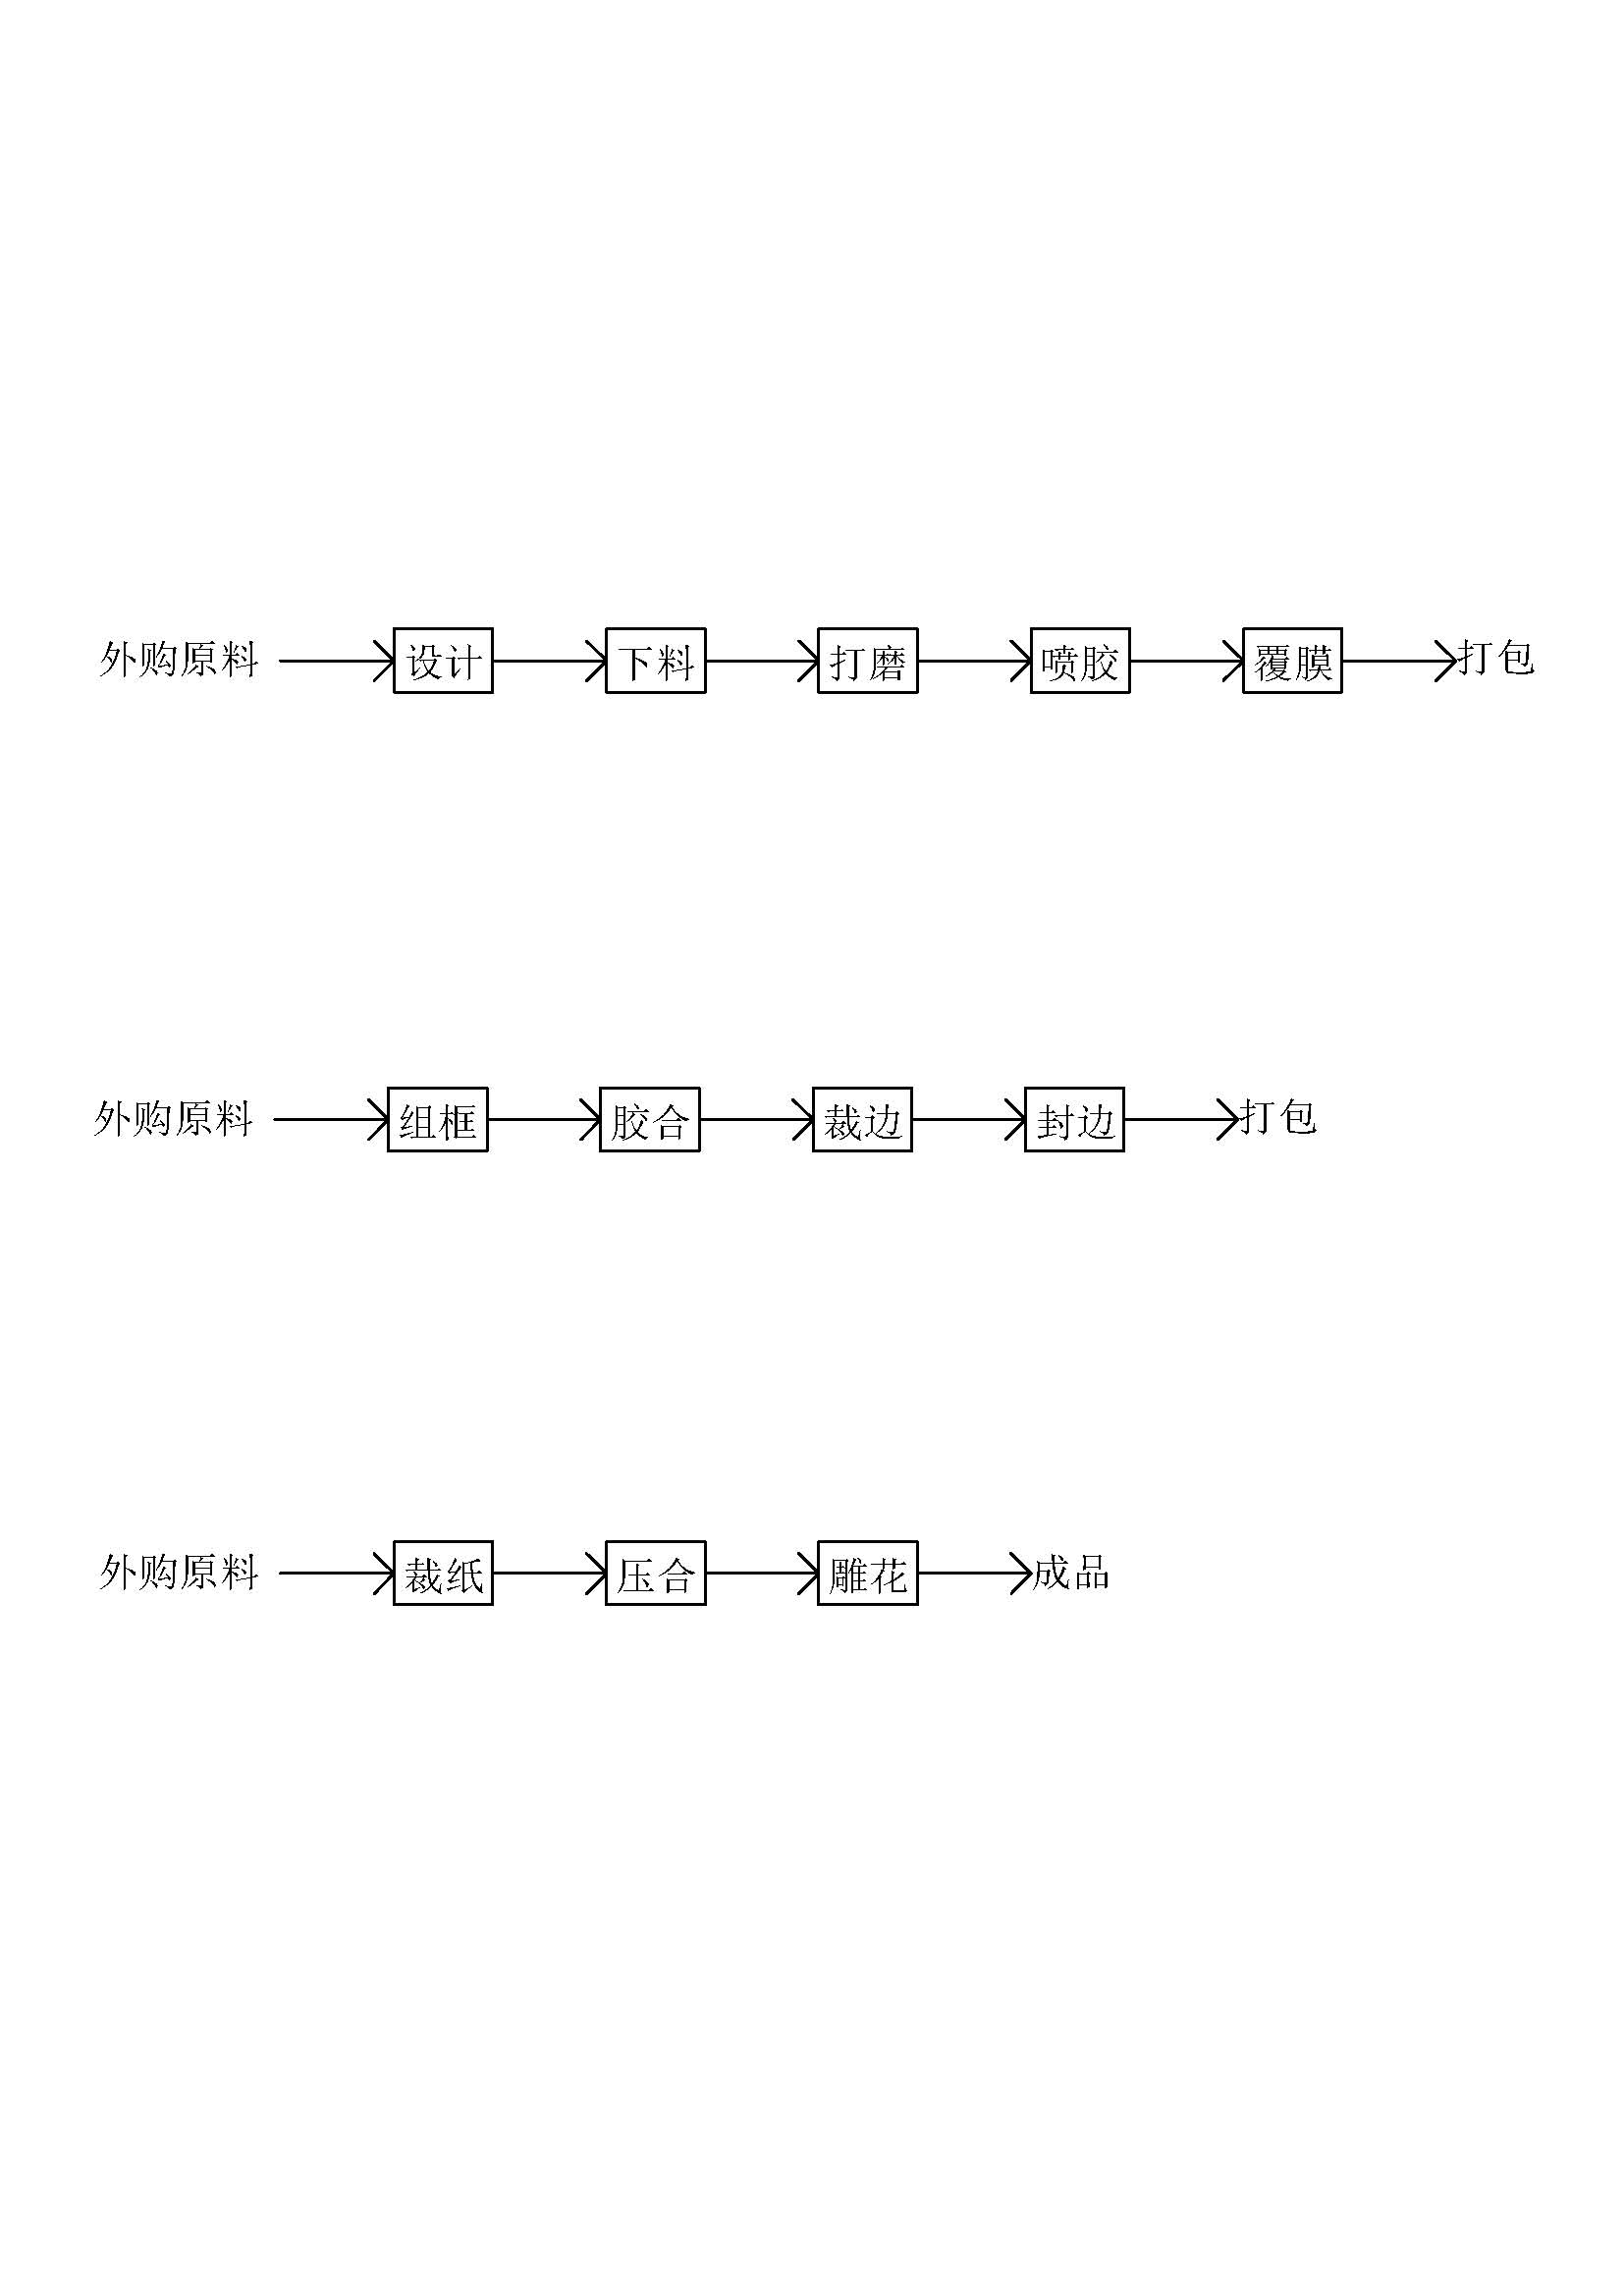 外购原料 设计 下料 打磨 喷胶 覆膜 打包
外购原料 组框 胶合 裁边 封边 打包
外购原料 裁纸 压合 雕花 成品